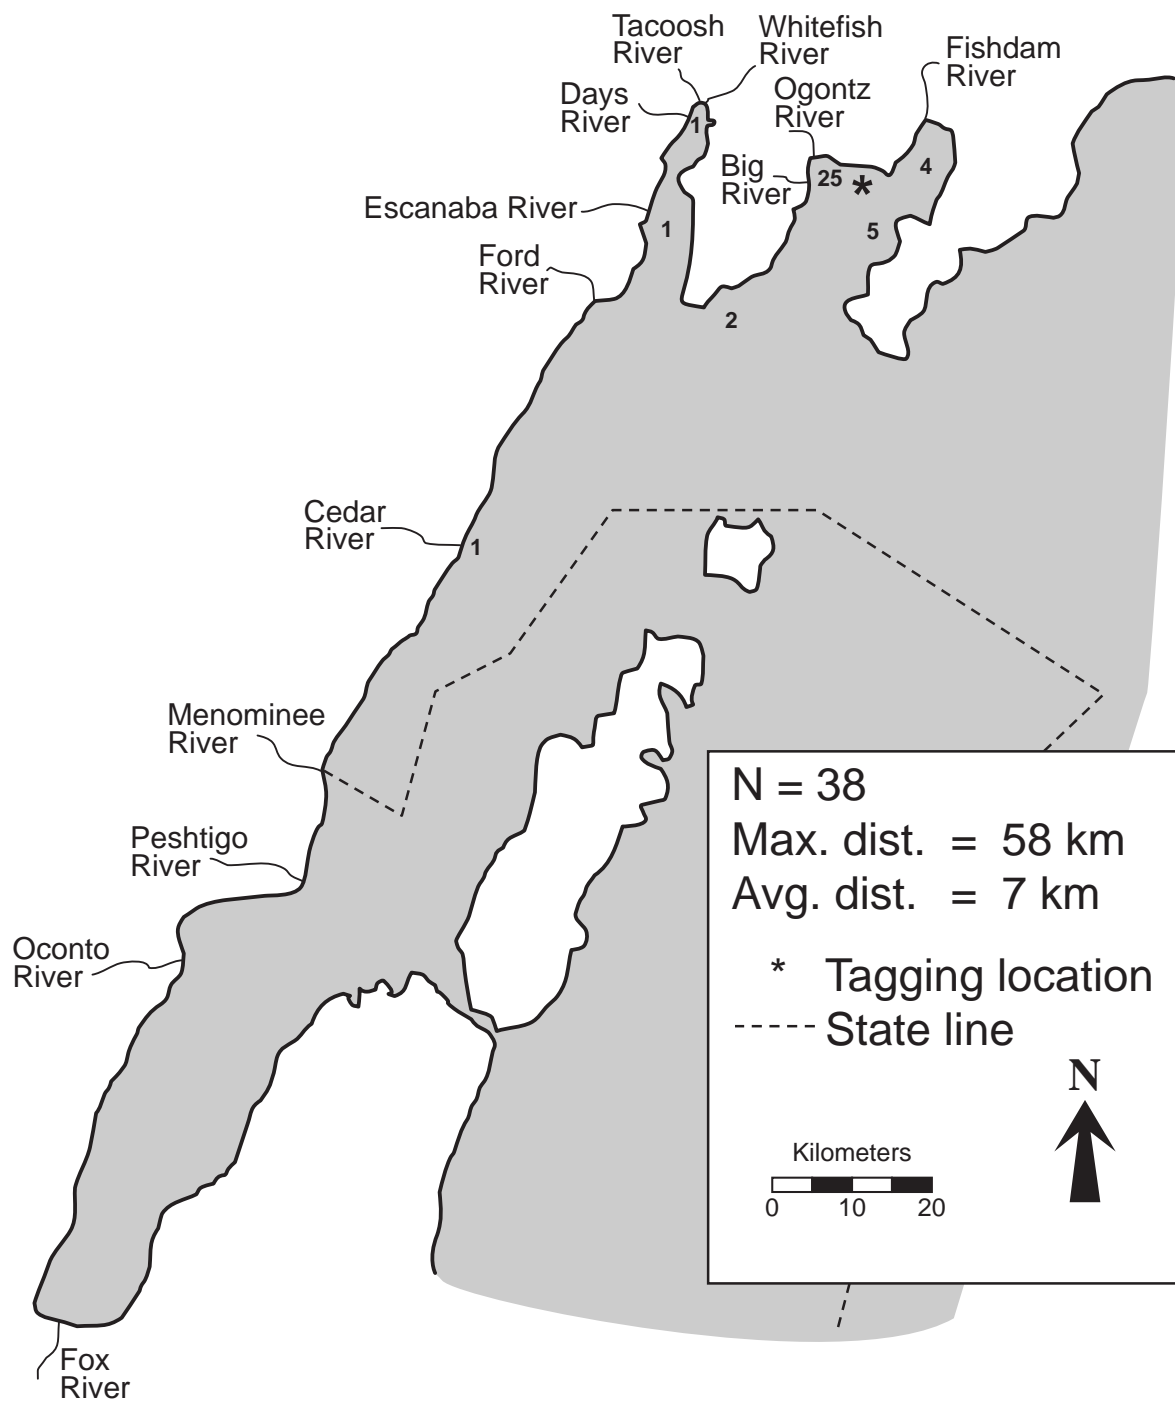 Tacoosh
River
Whitefish
River
Fishdam
River
Days
River
Ogontz
River
Big
River
1
25
*
4
Escanaba River
1
5
Ford
River
2
Cedar
River
1
Menominee
River
Peshtigo
River
Oconto
River
Fox
River
N = 38
Max. dist. = 58 km
Avg. dist. = 7 km
* Tagging location
State line
N
Kilometers
0 10 20